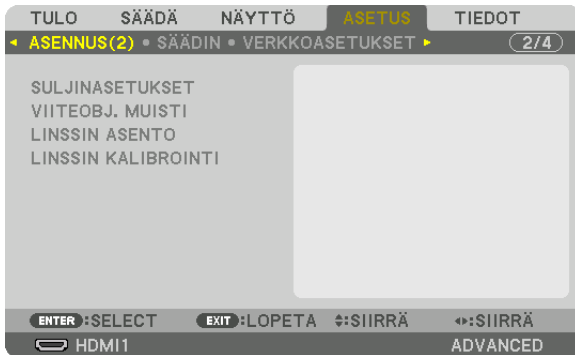 TULO SÄÄDÄ NÄYTTÖ ASETUS TIEDOT
ASENNUS(2) • SÄÄDIN • VERKKOASETUKSET 2/4
SULJINASETUKSET
VIITEOBJ. MUISTI
LINSSIN ASENTO
LINSSIN KALIBROINTI
ENTER :SELECT EXIT :LOPETA :SIIRRÄ :SIIRRÄ
HDMI1 ADVANCED